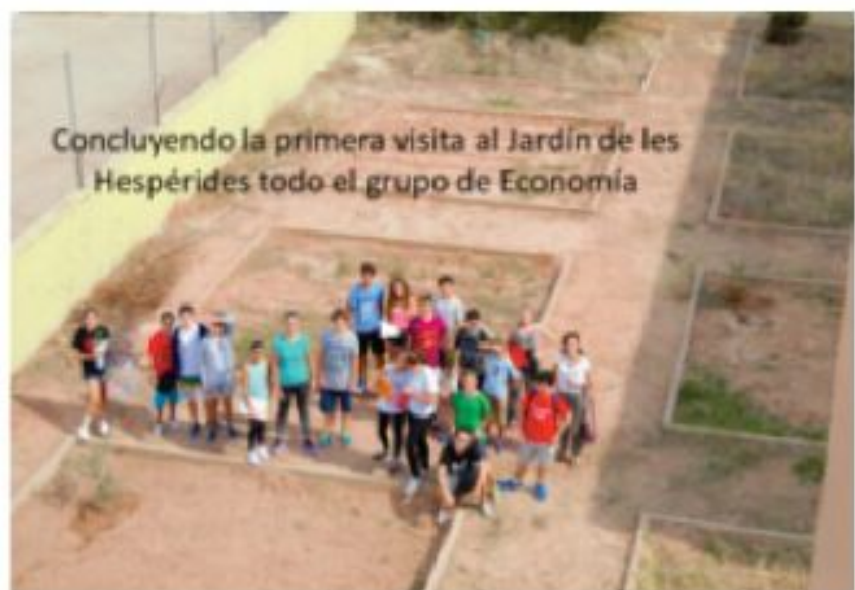 Concluyendo la primera visita al Jardín de les
Hespérides todo el grupo de Economía